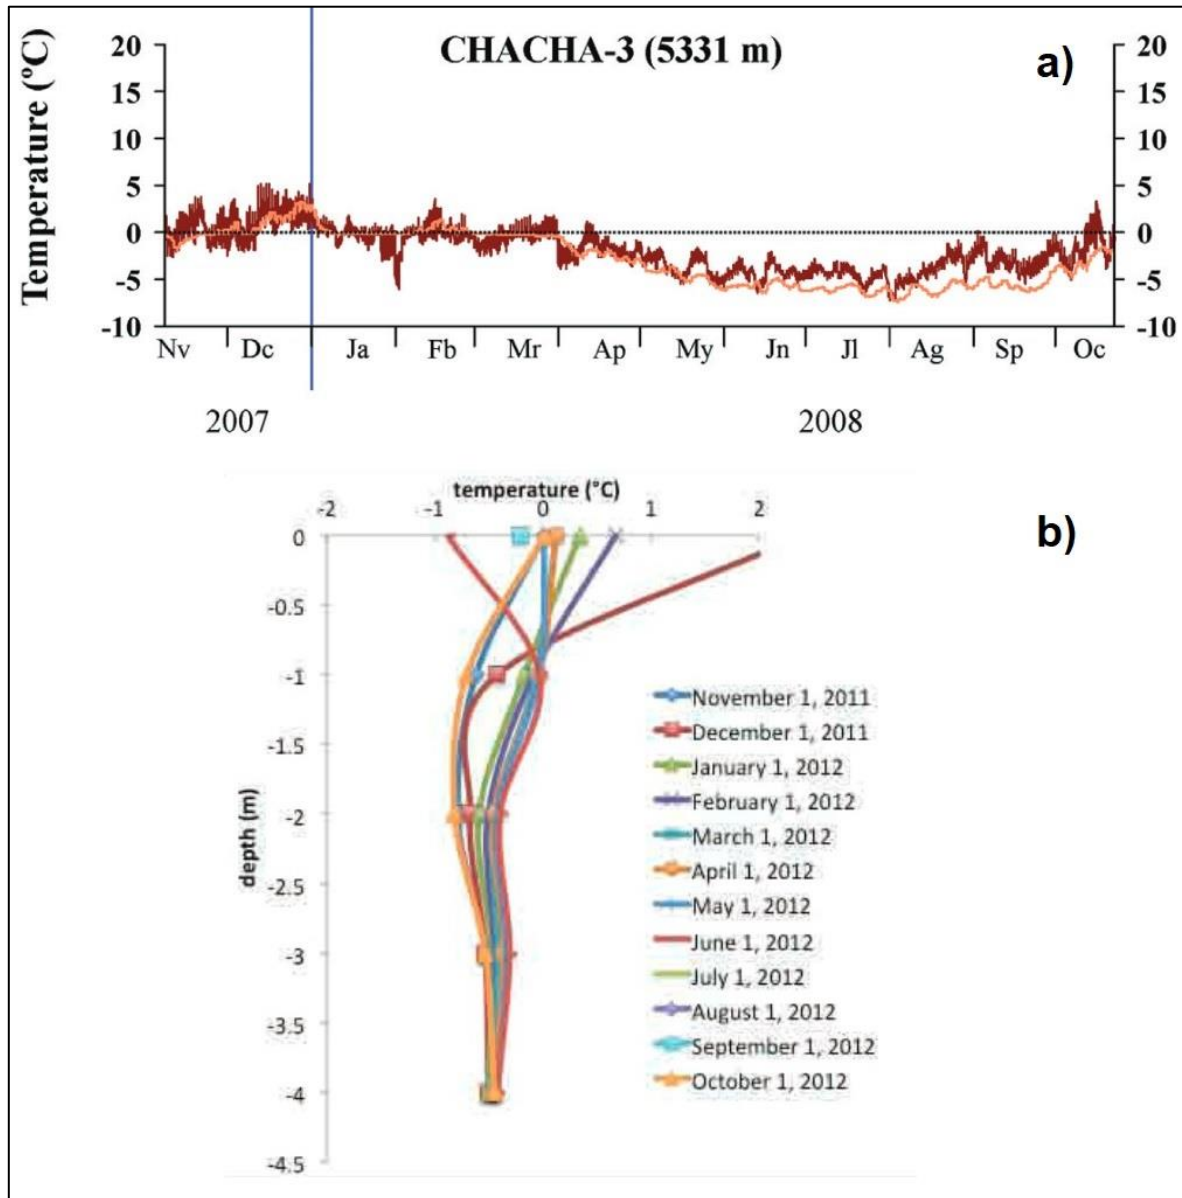 CHACHA-3 (5331 m)
a)
Temperature (ºC)
20
15
10
5
0
-5
-10
20
15
10
5
0
-5
-10
Nv Dc Ja Fb Mr Ap My Jn Jl Ag Sp Oc
2007 2008
temperature (°C)
-2 -1 0 1 2
b)
depth (m)
0
-0.5
-1
-1.5
-2
-2.5
-3
-3.5
-4
-4.5
November 1, 2011
December 1, 2011
January 1, 2012
February 1, 2012
March 1, 2012
April 1, 2012
May 1, 2012
June 1, 2012
July 1, 2012
August 1, 2012
September 1, 2012
October 1, 2012